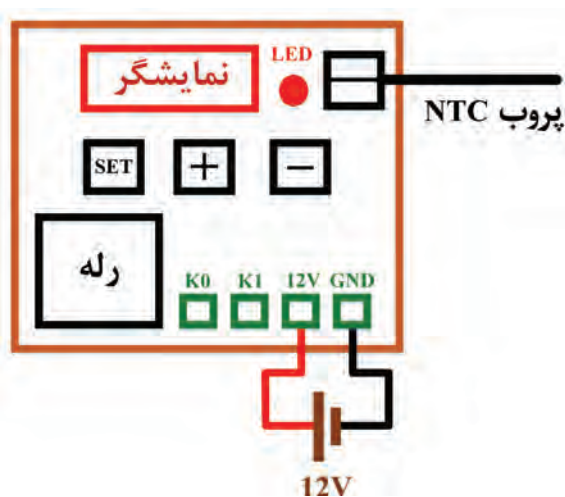 نمایشگر
LED
پروب NTC
SET
+
−
رله
K0 K1 12V GND
12V